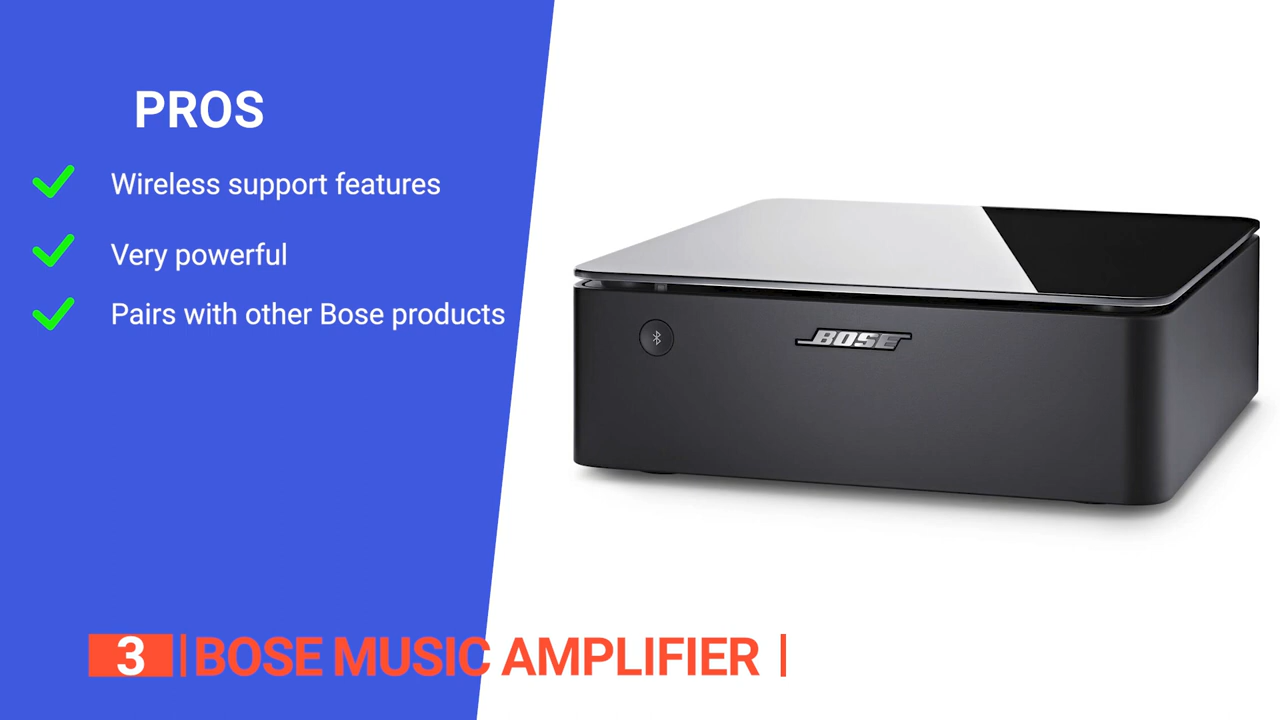 PROS
Wireless support features
Very powerful
Pairs with other Bose products
BOSE
3 BOSE MUSIC AMPLIFIER